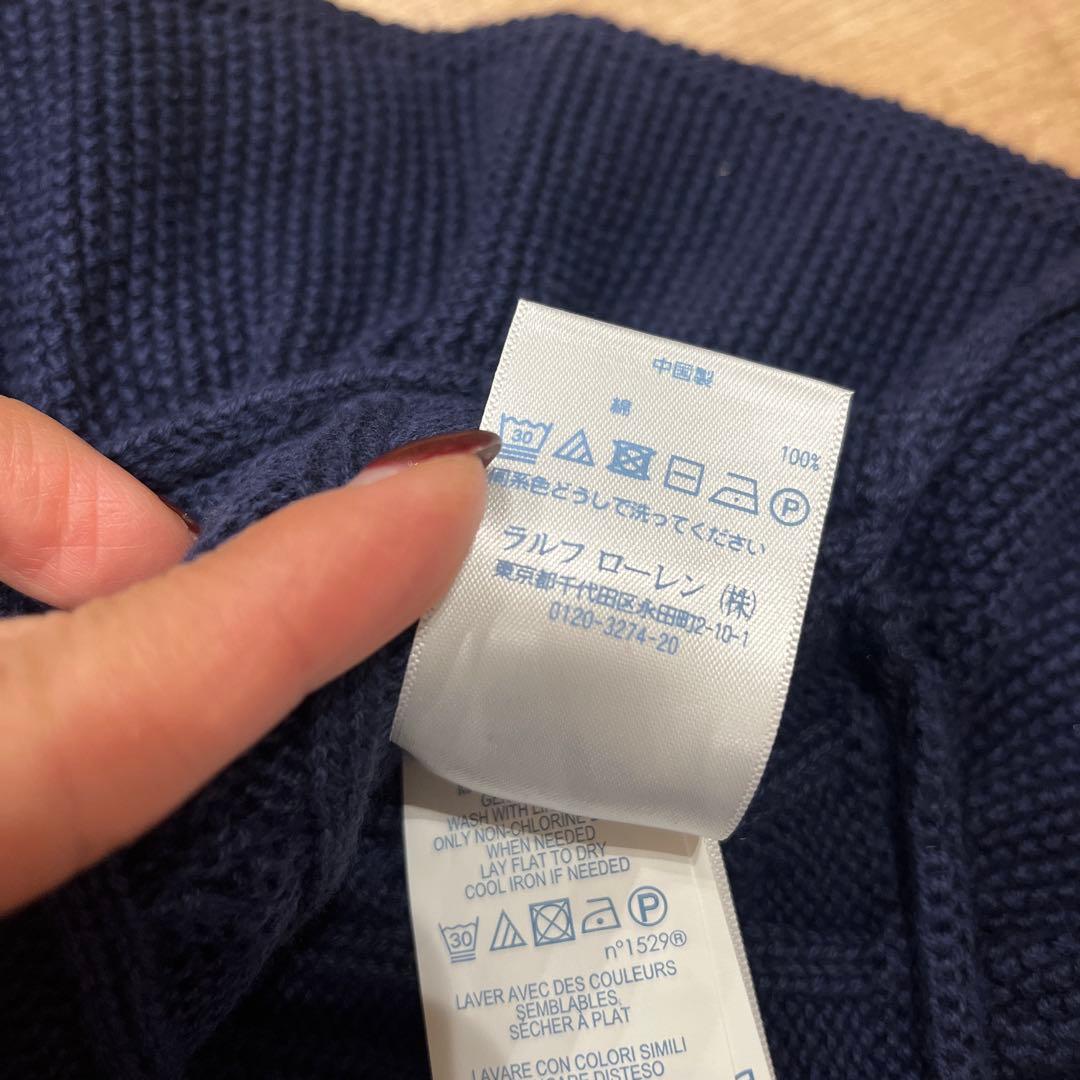 中国製
綿 100%
30 P
同系色どうしで洗ってください
ラルフ ローレン (株)
東京都千代田区永田町2-10-1
0120-3274-20
WASH WITH
ONLY NON-CHLORINE
WHEN NEEDED
LAY FLAT TO DRY
COOL IRON IF NEEDED
30 P
n°1529®
LAVER AVEC DES COULEURS
SEMBLABLES.
SÉCHER À PLAT
LAVARE CON COLORI SIMILI
DISTESO